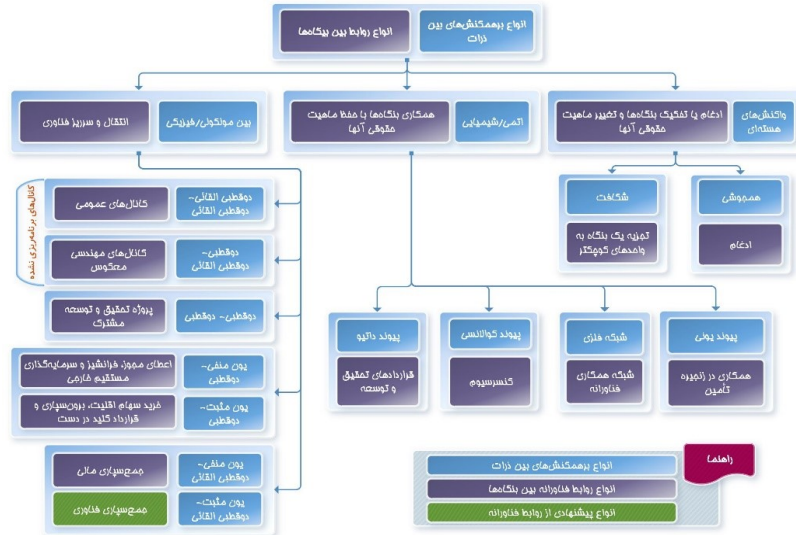 انواع برهمکنش‌های بین
ذرات
انواع روابط بین بنگاه‌ها
واکنش‌های
هسته‌ای
ادغام یا تفکیک بنگاه‌ها و تغییر ماهیت
حقوقی آنها
اتمی/شیمیایی
همکاری بنگاه‌ها با حفظ ماهیت
حقوقی آنها
بین مولکولی/فیزیکی
انتقال و سرریز فناوری
همجوشی
ادغام
شکافت
تجزیه یک بنگاه به
واحدهای کوچکتر
پیوند یونی
همکاری در زنجیره
تأمین
شبکه فلزی
شبکه همکاری
فناورانه
پیوند کووالانسی
کنسرسیوم
پیوند داتیو
قراردادهای تحقیق
و توسعه
کانال‌های برنامه‌ریزی نشده
دوقطبی القائی-
دوقطبی القائی
کانال‌های عمومی
دوقطبی-
دوقطبی القائی
کانال‌های مهندسی
معکوس
دوقطبی- دوقطبی
پروژه تحقیق و توسعه
مشترک
یون منفی-
دوقطبی
اعطای مجوز، فرانشیز و سرمایه‌گذاری
مستقیم خارجی
یون مثبت-
دوقطبی
خرید سهام اقلیت، برون‌سپاری و
قرارداد کلید در دست
یون منفی-
دوقطبی القائی
جمع‌سپاری مالی
یون مثبت-
دوقطبی القائی
جمع‌سپاری فناوری
راهنما
انواع برهمکنش‌های بین ذرات
انواع روابط فناورانه بین بنگاه‌ها
انواع پیشنهادی از روابط فناورانه